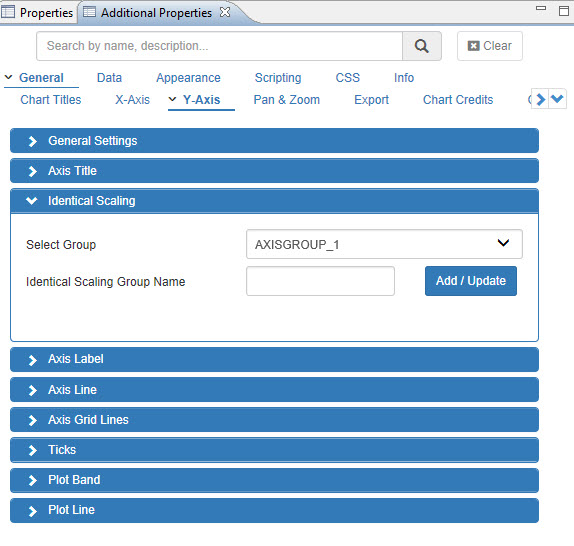 Properties Additional Properties
Search by name, description... Clear
General Data Appearance Scripting CSS Info
Chart Titles X-Axis Y-Axis Pan & Zoom Export Chart Credits
General Settings
Axis Title
Identical Scaling
Select Group AXISGROUP_1
Identical Scaling Group Name Add / Update
Axis Label
Axis Line
Axis Grid Lines
Ticks
Plot Band
Plot Line